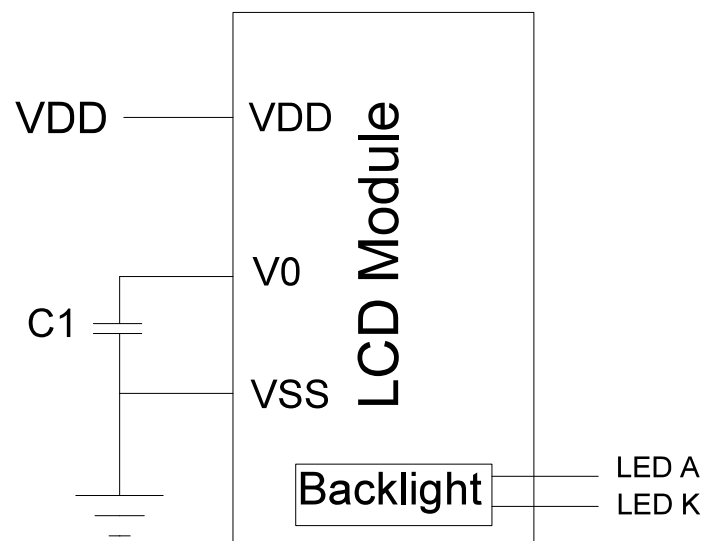 VDD
VDD
LCD Module
V0
C1
VSS
Backlight
LED A
LED K